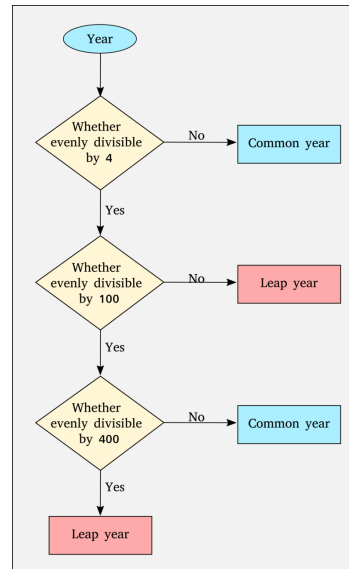 Year
Whether
evenly divisible
by 4
No
Common year
Yes
Whether
evenly divisible
by 100
No
Leap year
Yes
Whether
evenly divisible
by 400
No
Common year
Yes
Leap year